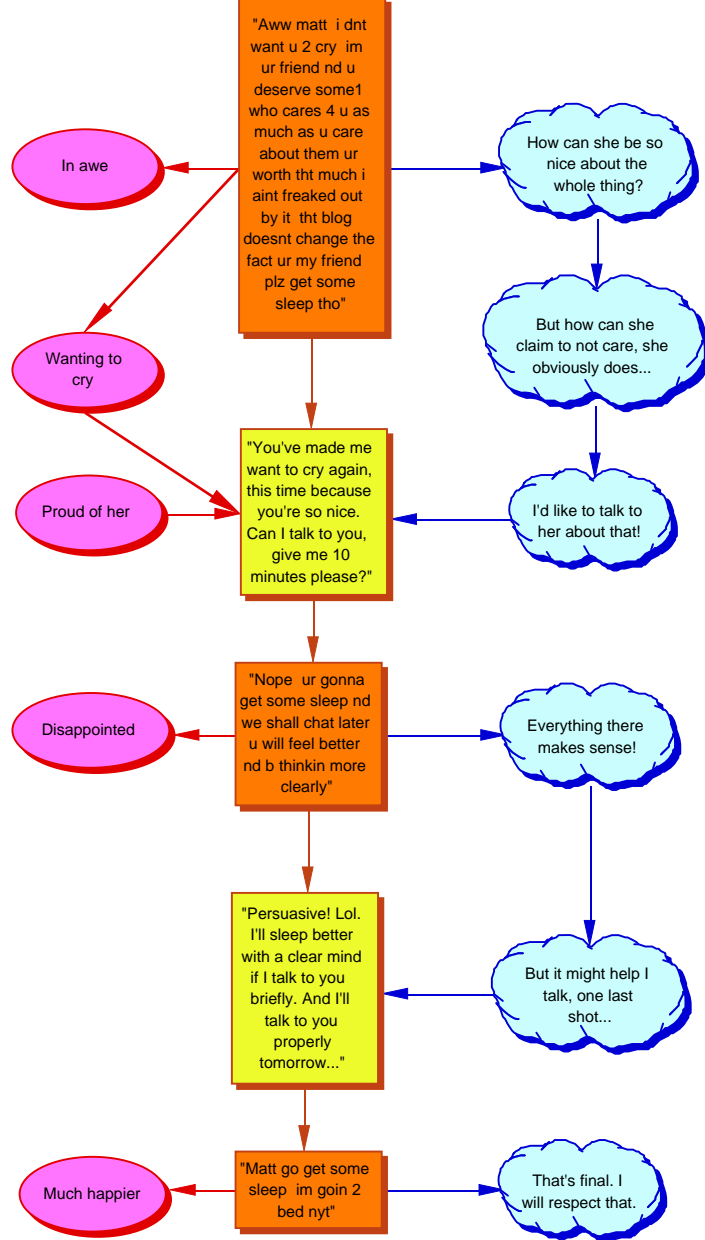 "Aww matt i dnt
want u 2 cry im
ur friend nd u
deserve some1
who cares 4 u as
much as u care
about them ur
worth tht much i
aint freaked out
by it tht blog
doesnt change the
fact ur my friend
plz get some
sleep tho"
In awe
How can she be so
nice about the
whole thing?
Wanting to
cry
But how can she
claim to not care, she
obviously does...
"You've made me
want to cry again,
this time because
you're so nice.
Can I talk to you,
give me 10
minutes please?"
Proud of her
I'd like to talk to
her about that!
"Nope ur gonna
get some sleep nd
we shall chat later
u will feel better
nd b thinkin more
clearly"
Disappointed
Everything there
makes sense!
"Persuasive! Lol.
I'll sleep better
with a clear mind
if I talk to you
briefly. And I'll
talk to you
properly
tomorrow..."
But it might help I
talk, one last
shot...
"Matt go get some
sleep im goin 2
bed nyt"
Much happier
That's final. I
will respect that.